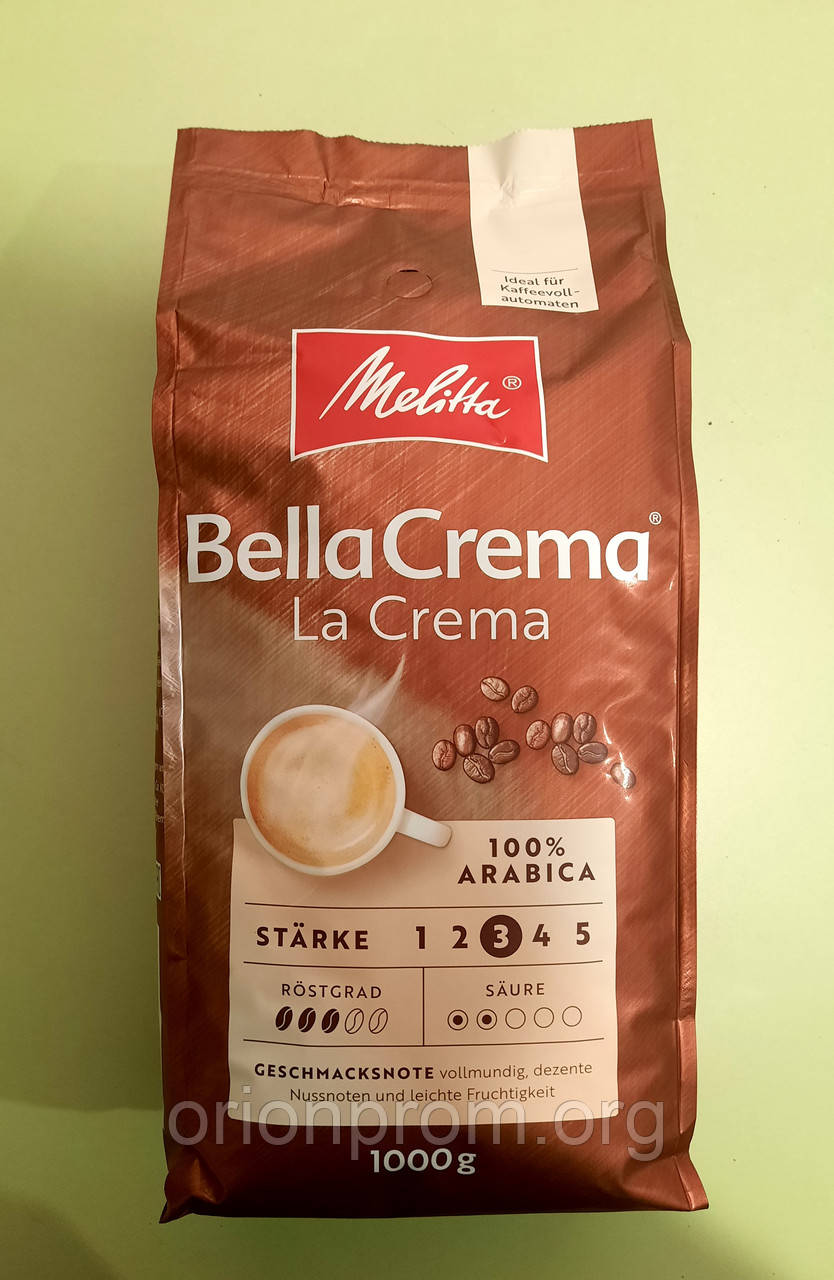 Ideal für
Kaffeevoll-
automaten
Melitta®
BellaCrema®
La Crema
100%
ARABICA
STÄRKE 1 2 3 4 5
RÖSTGRAD
SÄURE
GESCHMACKSNOTE vollmundig, dezente
Nussnoten und leichte Fruchtigkeit
orionprom.org
1000g